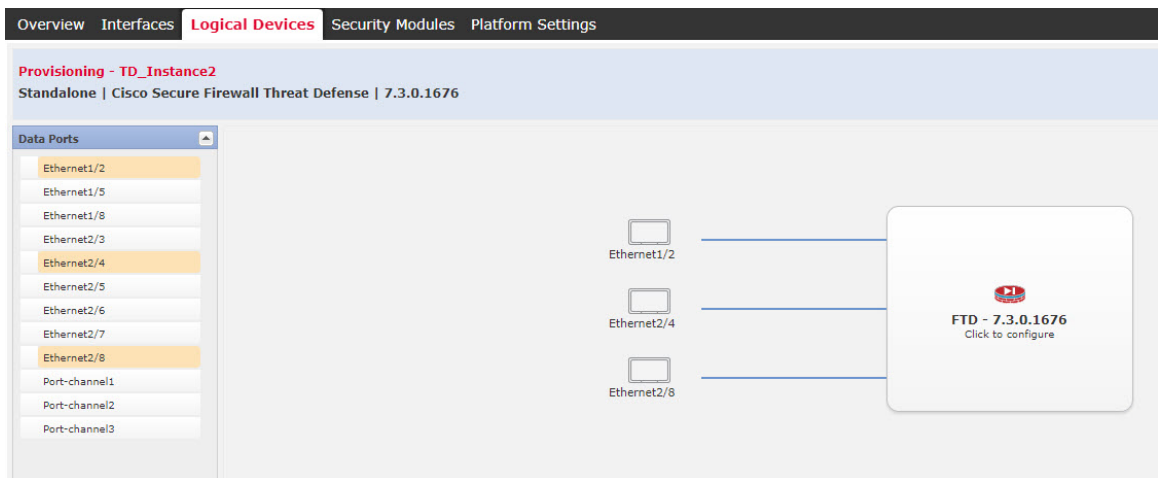 Overview Interfaces Logical Devices Security Modules Platform Settings
Provisioning - TD_Instance2
Standalone | Cisco Secure Firewall Threat Defense | 7.3.0.1676
Data Ports
Ethernet1/2
Ethernet1/5
Ethernet1/8
Ethernet2/3
Ethernet2/4
Ethernet2/5
Ethernet2/6
Ethernet2/7
Ethernet2/8
Port-channel1
Port-channel2
Port-channel3
Ethernet1/2
Ethernet2/4
Ethernet2/8
FTD - 7.3.0.1676
Click to configure